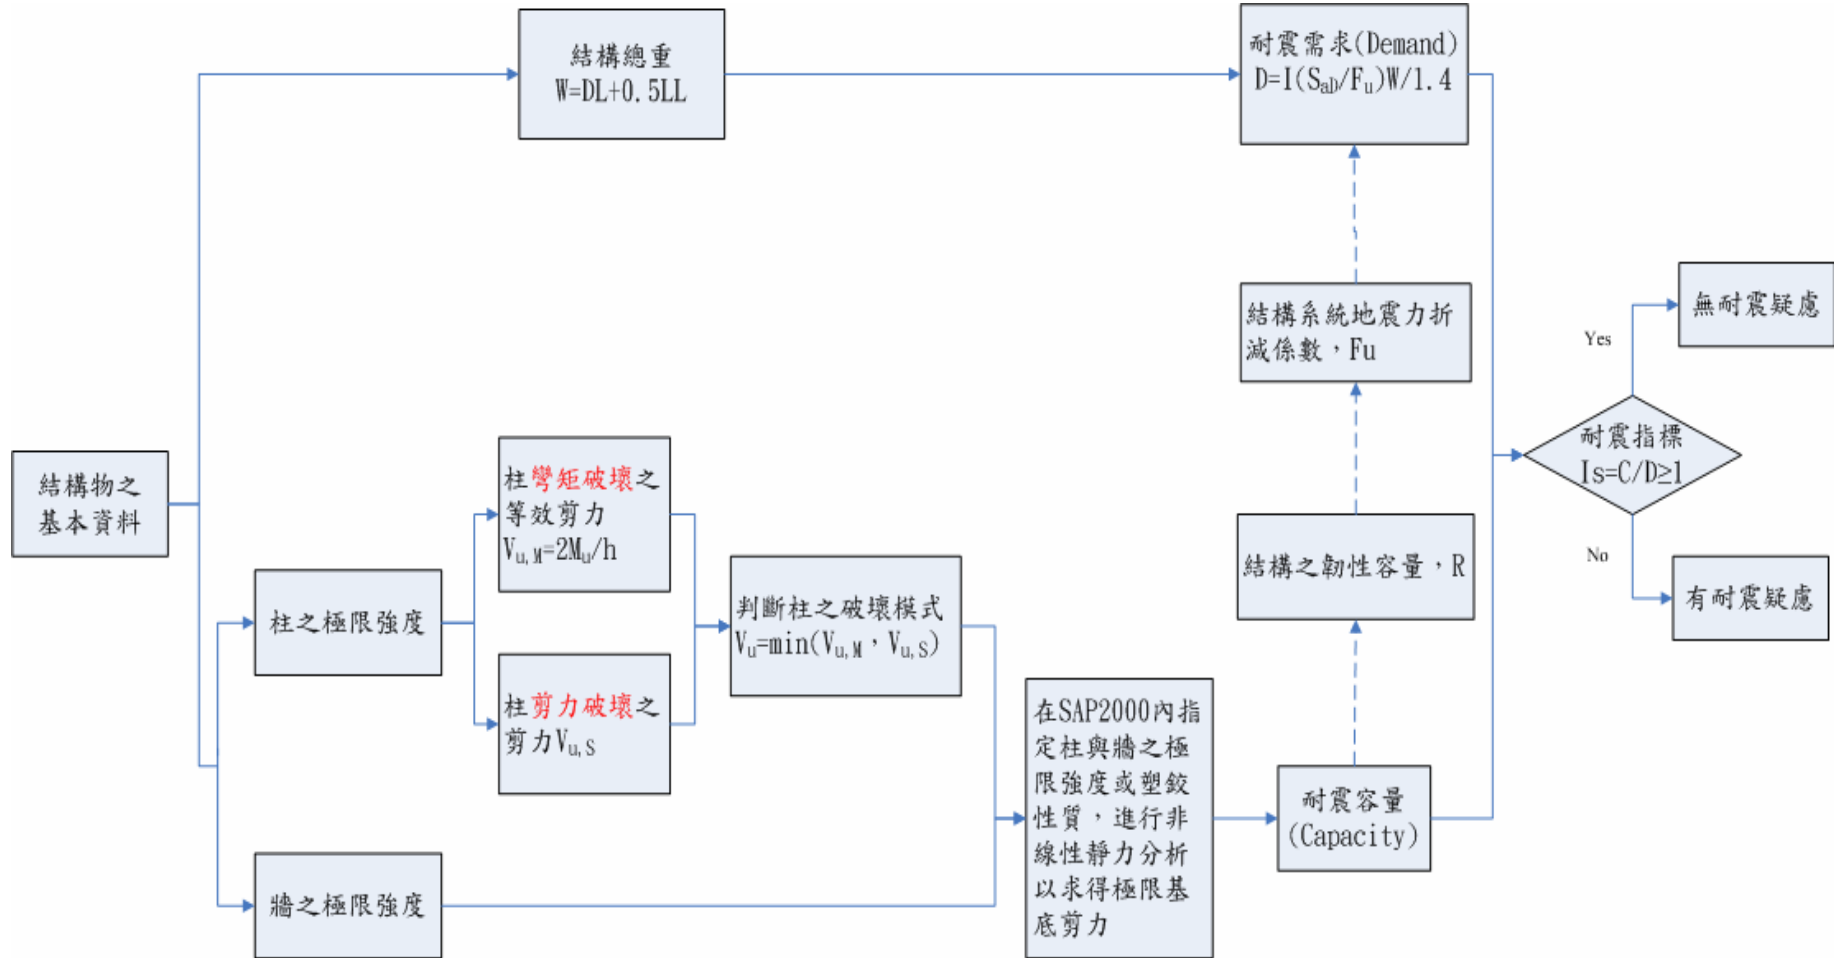 結構總重
W=DL+0.5LL
耐震需求(Demand)
D=I(SaD/Fu)W/1.4
結構系統地震力折
減係數，Fu
無耐震疑慮
Yes
耐震指標
Is=C/D≥1
No
有耐震疑慮
結構物之
基本資料
柱彎矩破壞之
等效剪力
Vu,M=2Mu/h
結構之韌性容量，R
柱之極限強度
判斷柱之破壞模式
Vu=min(Vu,M，Vu,S)
柱剪力破壞之
剪力Vu,S
在SAP2000內指
定柱與牆之極
限強度或塑鉸
性質，進行非
線性靜力分析
以求得極限基
底剪力
耐震容量
(Capacity)
牆之極限強度